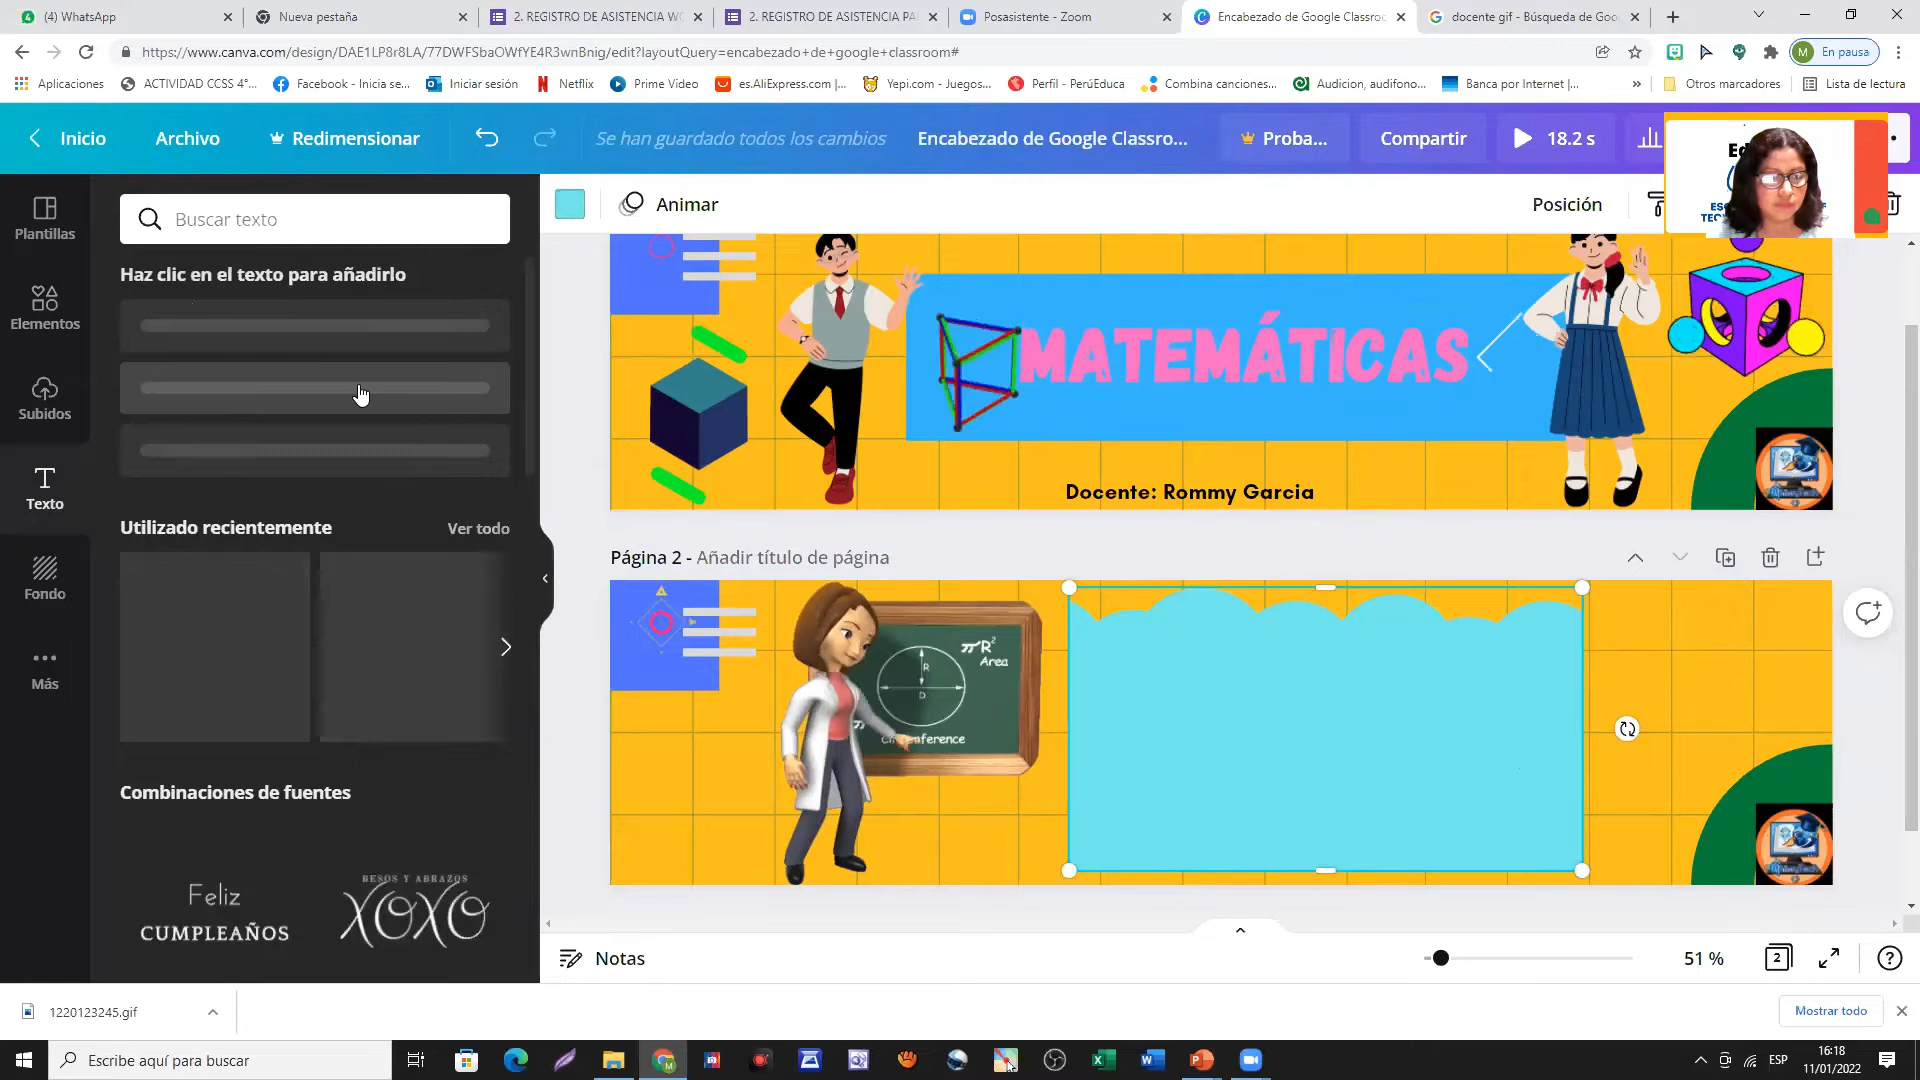 (4) WhatsApp
Nueva pestaña
2. REGISTRO DE ASISTENCIA WO
2. REGISTRO DE ASISTENCIA PA
Posasistente - Zoom
Encabezado de Google Classroo
docente gif - Búsqueda de Goo
https://www.canva.com/design/DAE1LP8r8LA/77DWFSbaOWfYE4R3wnBnig/edit?layoutQuery=encabezado+de+google+classroom#
M En pausa
Aplicaciones
ACTIVIDAD CCSS 4°...
Facebook - Inicia se...
Iniciar sesión
Netflix
Prime Video
es.AliExpress.com |...
Yepi.com - Juegos...
Perfil - PerúEduca
Combina canciones...
Audicion, audifono...
Banca por Internet |...
»
Otros marcadores
Lista de lectura
Inicio
Archivo
Redimensionar
Se han guardado todos los cambios
Encabezado de Google Classro...
Proba...
Compartir
18.2 s
Plantillas
Elementos
Subidos
Texto
Fondo
Más
Buscar texto
Haz clic en el texto para añadirlo
Utilizado recientemente
Ver todo
Combinaciones de fuentes
Feliz
CUMPLEAÑOS
BESOS Y ABRAZOS
XOXO
Animar
Posición
MATEMÁTICAS
Docente: Rommy Garcia
Página 2 - Añadir título de página
πR²
Area
R
D
Notas
51 %
2
?
1220123245.gif
Mostrar todo
Escribe aquí para buscar
ESP
16:18
11/01/2022